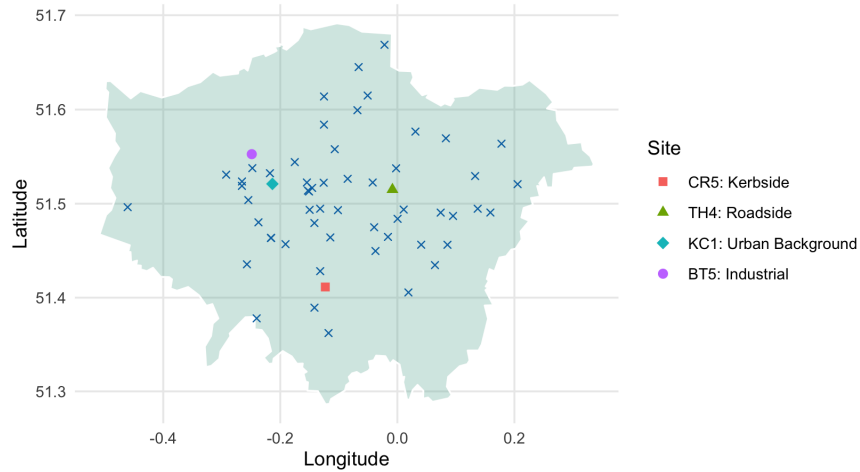 51.7
51.6
51.5
51.4
51.3
Latitude
-0.4 -0.2 0.0 0.2
Longitude
Site
CR5: Kerbside
TH4: Roadside
KC1: Urban Background
BT5: Industrial